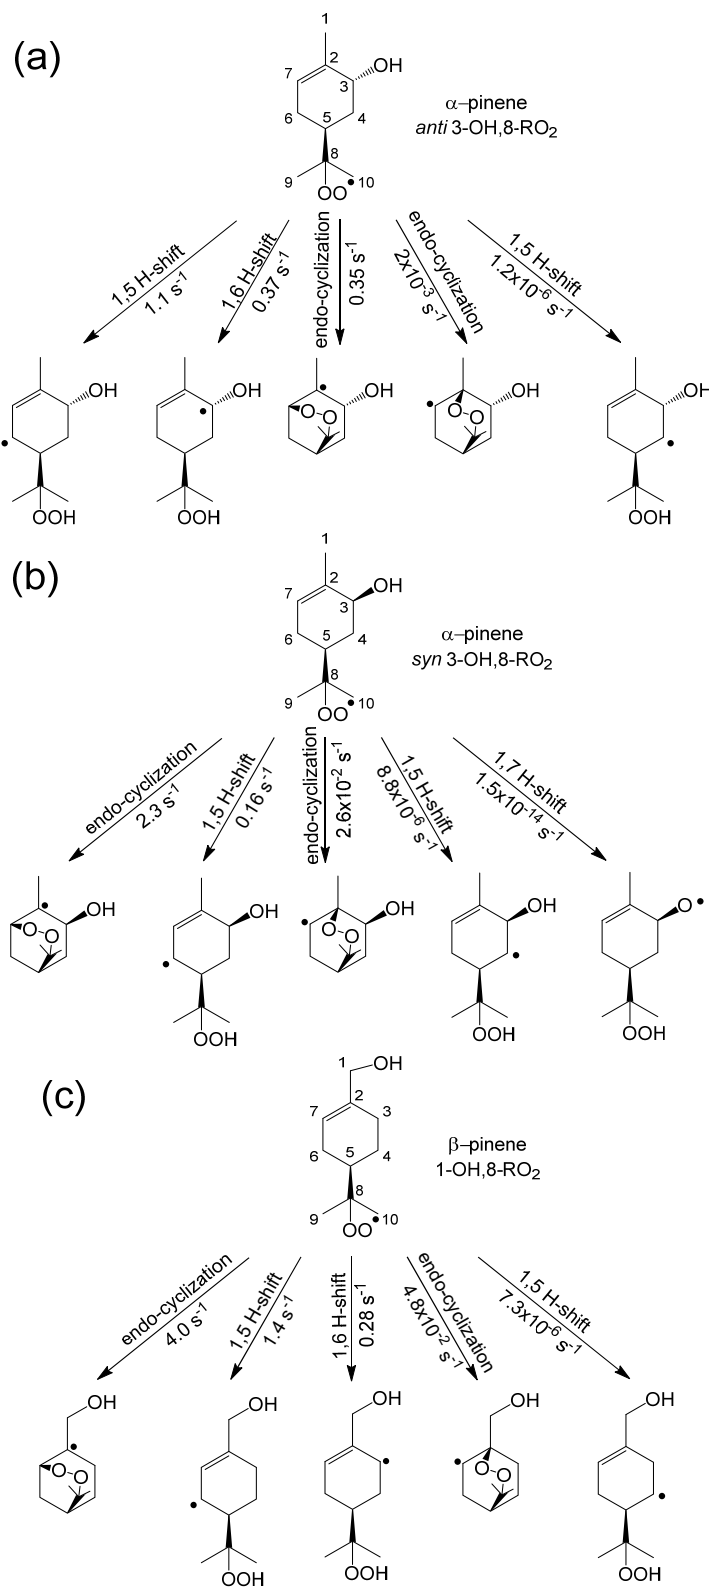 (a)
1
2
OH
7
3
6
5
4
8
9
10
OO
α–pinene
anti 3-OH,8-RO2
1,5 H-shift
1.1 s-1
1,6 H-shift
0.37 s-1
endo-cyclization
0.35 s-1
endo-cyclization
2x10-3 s-1
1,5 H-shift
1.2x10-6 s-1
OH
OOH
OH
OOH
OH
O
O
OH
O
O
OH
OOH
(b)
1
2
OH
7
3
6
5
4
8
9
10
OO
α–pinene
syn 3-OH,8-RO2
endo-cyclization
2.3 s-1
1,5 H-shift
0.16 s-1
endo-cyclization
2.6x10-2 s-1
1,5 H-shift
8.8x10-6 s-1
1,7 H-shift
1.5x10-14 s-1
OH
O
O
OH
OOH
OH
O
O
OH
OOH
O
OOH
(c)
1
OH
2
7
3
6
5
4
8
9
10
OO
β–pinene
1-OH,8-RO2
endo-cyclization
4.0 s-1
1,5 H-shift
1.4 s-1
1,6 H-shift
0.28 s-1
endo-cyclization
4.8x10-2 s-1
1,5 H-shift
7.3x10-6 s-1
OH
O
O
OH
OOH
OH
OOH
OH
O
O
OH
OOH